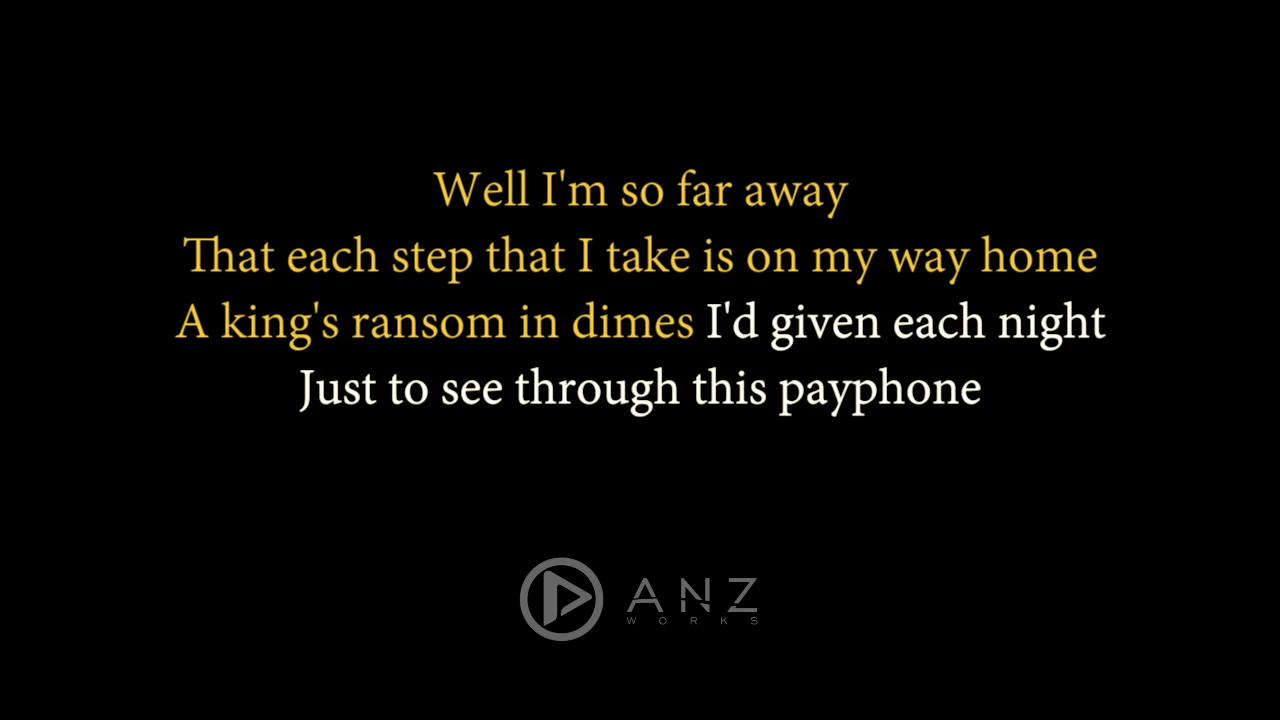 Well I'm so far away
That each step that I take is on my way home
A king's ransom in dimes I'd given each night
Just to see through this payphone
ANZ
WORKS